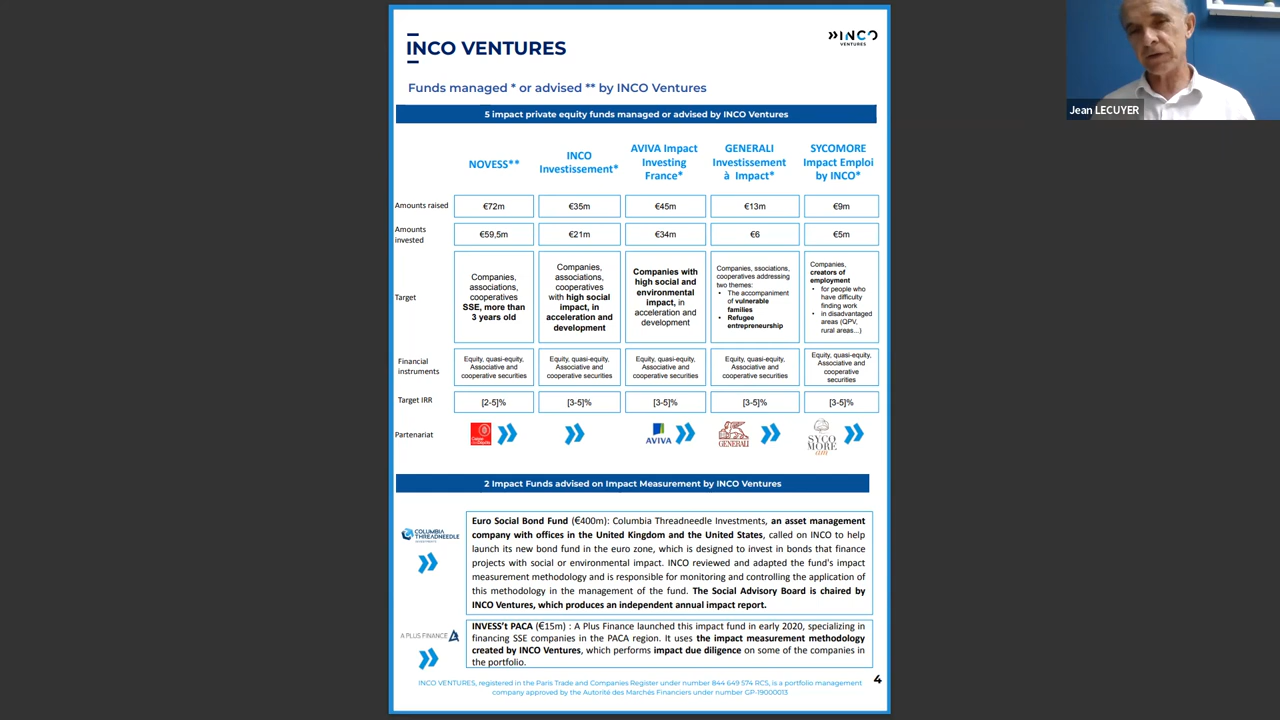 INCO VENTURES
»INCO
VENTURES
Jean LECUYER
Funds managed * or advised ** by INCO Ventures
5 impact private equity funds managed or advised by INCO Ventures
NOVESS**
INCO
Investissement*
AVIVA Impact
Investing
France*
GENERALI
Investissement
à Impact*
SYCOMORE
Impact Emploi
by INCO*
Amounts raised
€72m
€35m
€45m
€13m
€9m
Amounts
invested
€59,5m
€21m
€34m
€6
€5m
Target
Companies,
associations,
cooperatives
SSE, more than
3 years old
Companies,
associations,
cooperatives
with high social
impact, in
acceleration and
development
Companies with
high social and
environmental
impact, in
acceleration and
development
Companies, ssociations,
cooperatives addressing
two themes:
• The accompaniment
of vulnerable
families
• Refugee
entrepreneurship
Companies,
creators of
employment
• for people who
have difficulty
finding work
• in disadvantaged
areas (QPV,
rural areas...)
Financial
instruments
Equity, quasi-equity,
Associative and
cooperative securities
Equity, quasi-equity,
Associative and
cooperative securities
Equity, quasi-equity,
Associative and
cooperative securities
Equity, quasi-equity,
Associative and
cooperative securities
Equity, quasi-equity,
Associative and
cooperative
securities
Target IRR
[2-5]%
[3-5]%
[3-5]%
[3-5]%
[3-5]%
Partenariat
AVIVA
GENERALI
SYCO
MORE
am
2 Impact Funds advised on Impact Measurement by INCO Ventures
COLUMBIA
THREADNEEDLE
INVESTMENTS
Euro Social Bond Fund (€400m): Columbia Threadneedle Investments, an asset management
company with offices in the United Kingdom and the United States, called on INCO to help
launch its new bond fund in the euro zone, which is designed to invest in bonds that finance
projects with social or environmental impact. INCO reviewed and adapted the fund's impact
measurement methodology and is responsible for monitoring and controlling the application of
this methodology in the management of the fund. The Social Advisory Board is chaired by
INCO Ventures, which produces an independent annual impact report.
A PLUS FINANCE
INVESS't PACA (€15m) : A Plus Finance launched this impact fund in early 2020, specializing in
financing SSE companies in the PACA region. It uses the impact measurement methodology
created by INCO Ventures, which performs impact due diligence on some of the companies in
the portfolio.
INCO VENTURES, registered in the Paris Trade and Companies Register under number 844 649 574 RCS, is a portfolio management
company approved by the Autorité des Marchés Financiers under number GP-19000013
4